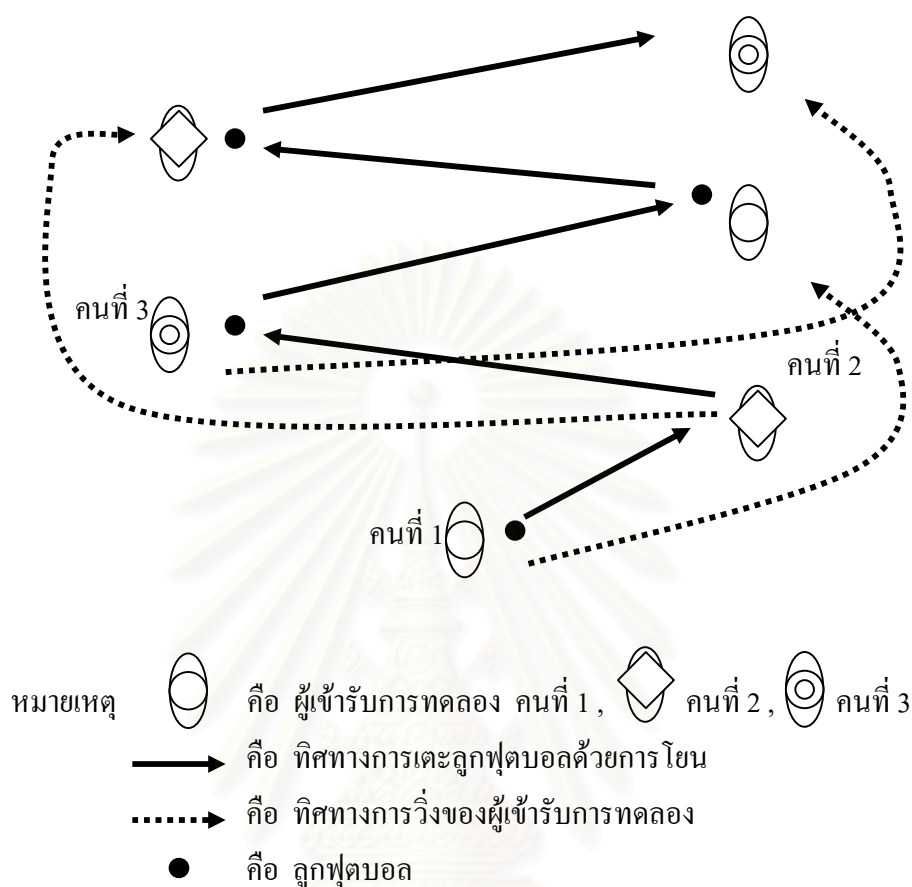 คนที่ 3
คนที่ 2
คนที่ 1
หมายเหตุ คือ ผู้เข้ารับการทดลอง คนที่ 1 , คนที่ 2 , คนที่ 3
คือ ทิศทางการเตะลูกฟุตบอลด้วยการโยน
คือ ทิศทางการวิ่งของผู้เข้ารับการทดลอง
คือ ลูกฟุตบอล